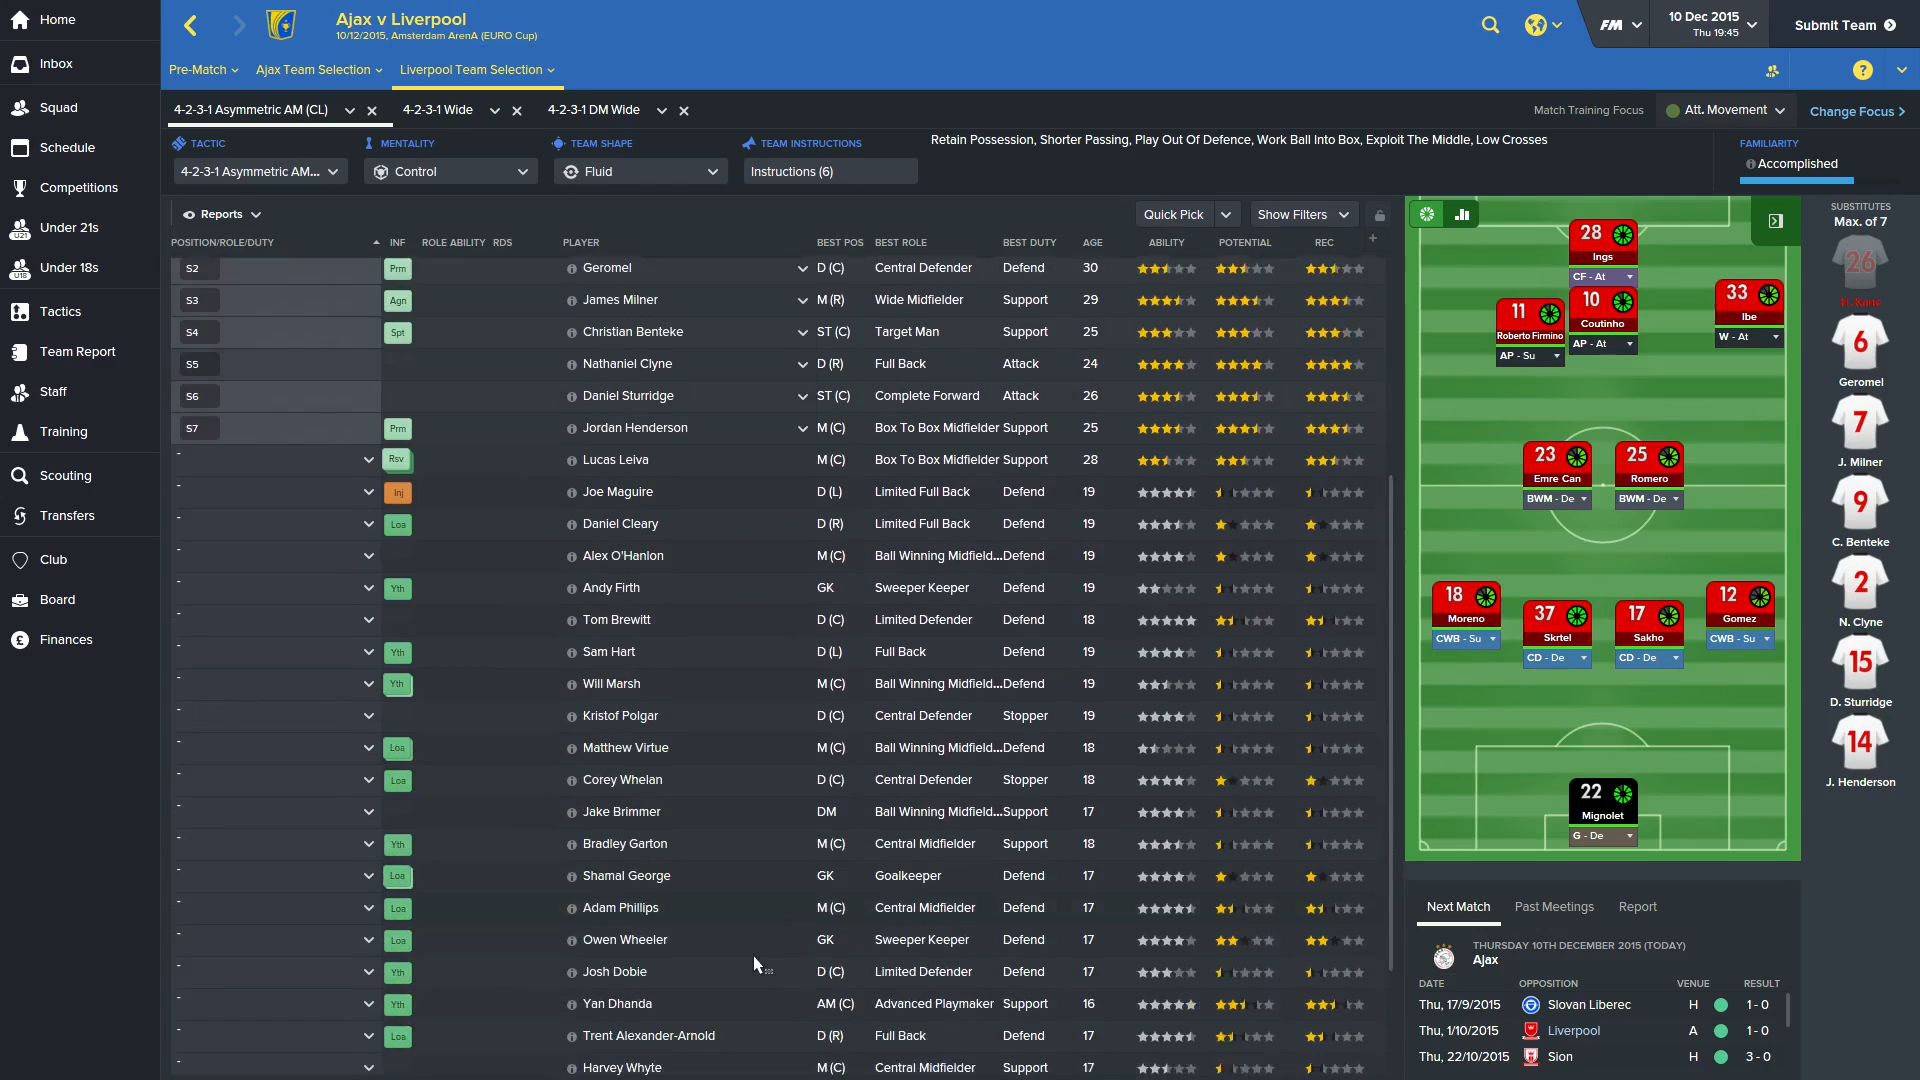 Home
Inbox
Squad
Schedule
Competitions
U21 Under 21s
U18 Under 18s
Tactics
Team Report
Staff
Training
Scouting
Transfers
Club
Board
Finances
Ajax v Liverpool
10/12/2015, Amsterdam ArenA (EURO Cup)
FM
10 Dec 2015
Thu 19:45
Submit Team
Pre-Match Ajax Team Selection Liverpool Team Selection
?
4-2-3-1 Asymmetric AM (CL) 4-2-3-1 Wide 4-2-3-1 DM Wide
Match Training Focus Att. Movement Change Focus >
TACTIC MENTALITY TEAM SHAPE TEAM INSTRUCTIONS
Retain Possession, Shorter Passing, Play Out Of Defence, Work Ball Into Box, Exploit The Middle, Low Crosses
4-2-3-1 Asymmetric AM... Control Fluid Instructions (6)
FAMILIARITY
Accomplished
Reports Quick Pick Show Filters
POSITION/ROLE/DUTY INF ROLE ABILITY RDS PLAYER BEST POS BEST ROLE BEST DUTY AGE ABILITY POTENTIAL REC
S2 Prm Geromel D (C) Central Defender Defend 30
S3 Agn James Milner M (R) Wide Midfielder Support 29
S4 Spt Christian Benteke ST (C) Target Man Support 25
S5 Nathaniel Clyne D (R) Full Back Attack 24
S6 Daniel Sturridge ST (C) Complete Forward Attack 26
S7 Prm Jordan Henderson M (C) Box To Box Midfielder Support 25
- Rsv Lucas Leiva M (C) Box To Box Midfielder Support 28
- Inj Joe Maguire D (L) Limited Full Back Defend 19
- Loa Daniel Cleary D (R) Limited Full Back Defend 19
- Alex O'Hanlon M (C) Ball Winning Midfield... Defend 19
- Yth Andy Firth GK Sweeper Keeper Defend 19
- Tom Brewitt D (C) Limited Defender Defend 18
- Yth Sam Hart D (L) Full Back Defend 19
- Yth Will Marsh M (C) Ball Winning Midfield... Defend 19
- Kristof Polgar D (C) Central Defender Stopper 19
- Loa Matthew Virtue M (C) Ball Winning Midfield... Defend 18
- Loa Corey Whelan D (C) Central Defender Stopper 18
- Jake Brimmer DM Ball Winning Midfield... Support 17
- Yth Bradley Garton M (C) Central Midfielder Support 18
- Loa Shamal George GK Goalkeeper Defend 17
- Loa Adam Phillips M (C) Central Midfielder Defend 17
- Loa Owen Wheeler GK Sweeper Keeper Defend 17
- Yth Josh Dobie D (C) Limited Defender Defend 17
- Yth Yan Dhanda AM (C) Advanced Playmaker Support 16
- Loa Trent Alexander-Arnold D (R) Full Back Defend 17
Harvey Whyte M (C) Central Midfielder Support 17
28
Ings
CF - At
11
Roberto Firmino
AP - Su
10
Coutinho
AP - At
33
Ibe
W - At
23
Emre Can
BWM - De
25
Romero
BWM - De
18
Moreno
CWB - Su
37
Skrtel
CD - De
17
Sakho
CD - De
12
Gomez
CWB - Su
22
Mignolet
G - De
SUBSTITUTES
Max. of 7
26
6
Geromel
7
J. Milner
9
C. Benteke
2
N. Clyne
15
D. Sturridge
14
J. Henderson
Next Match Past Meetings Report
THURSDAY 10TH DECEMBER 2015 (TODAY)
Ajax
DATE OPPOSITION VENUE RESULT
Thu, 17/9/2015 Slovan Liberec H 1 - 0
Thu, 1/10/2015 Liverpool A 1 - 0
Thu, 22/10/2015 Sion H 3 - 0